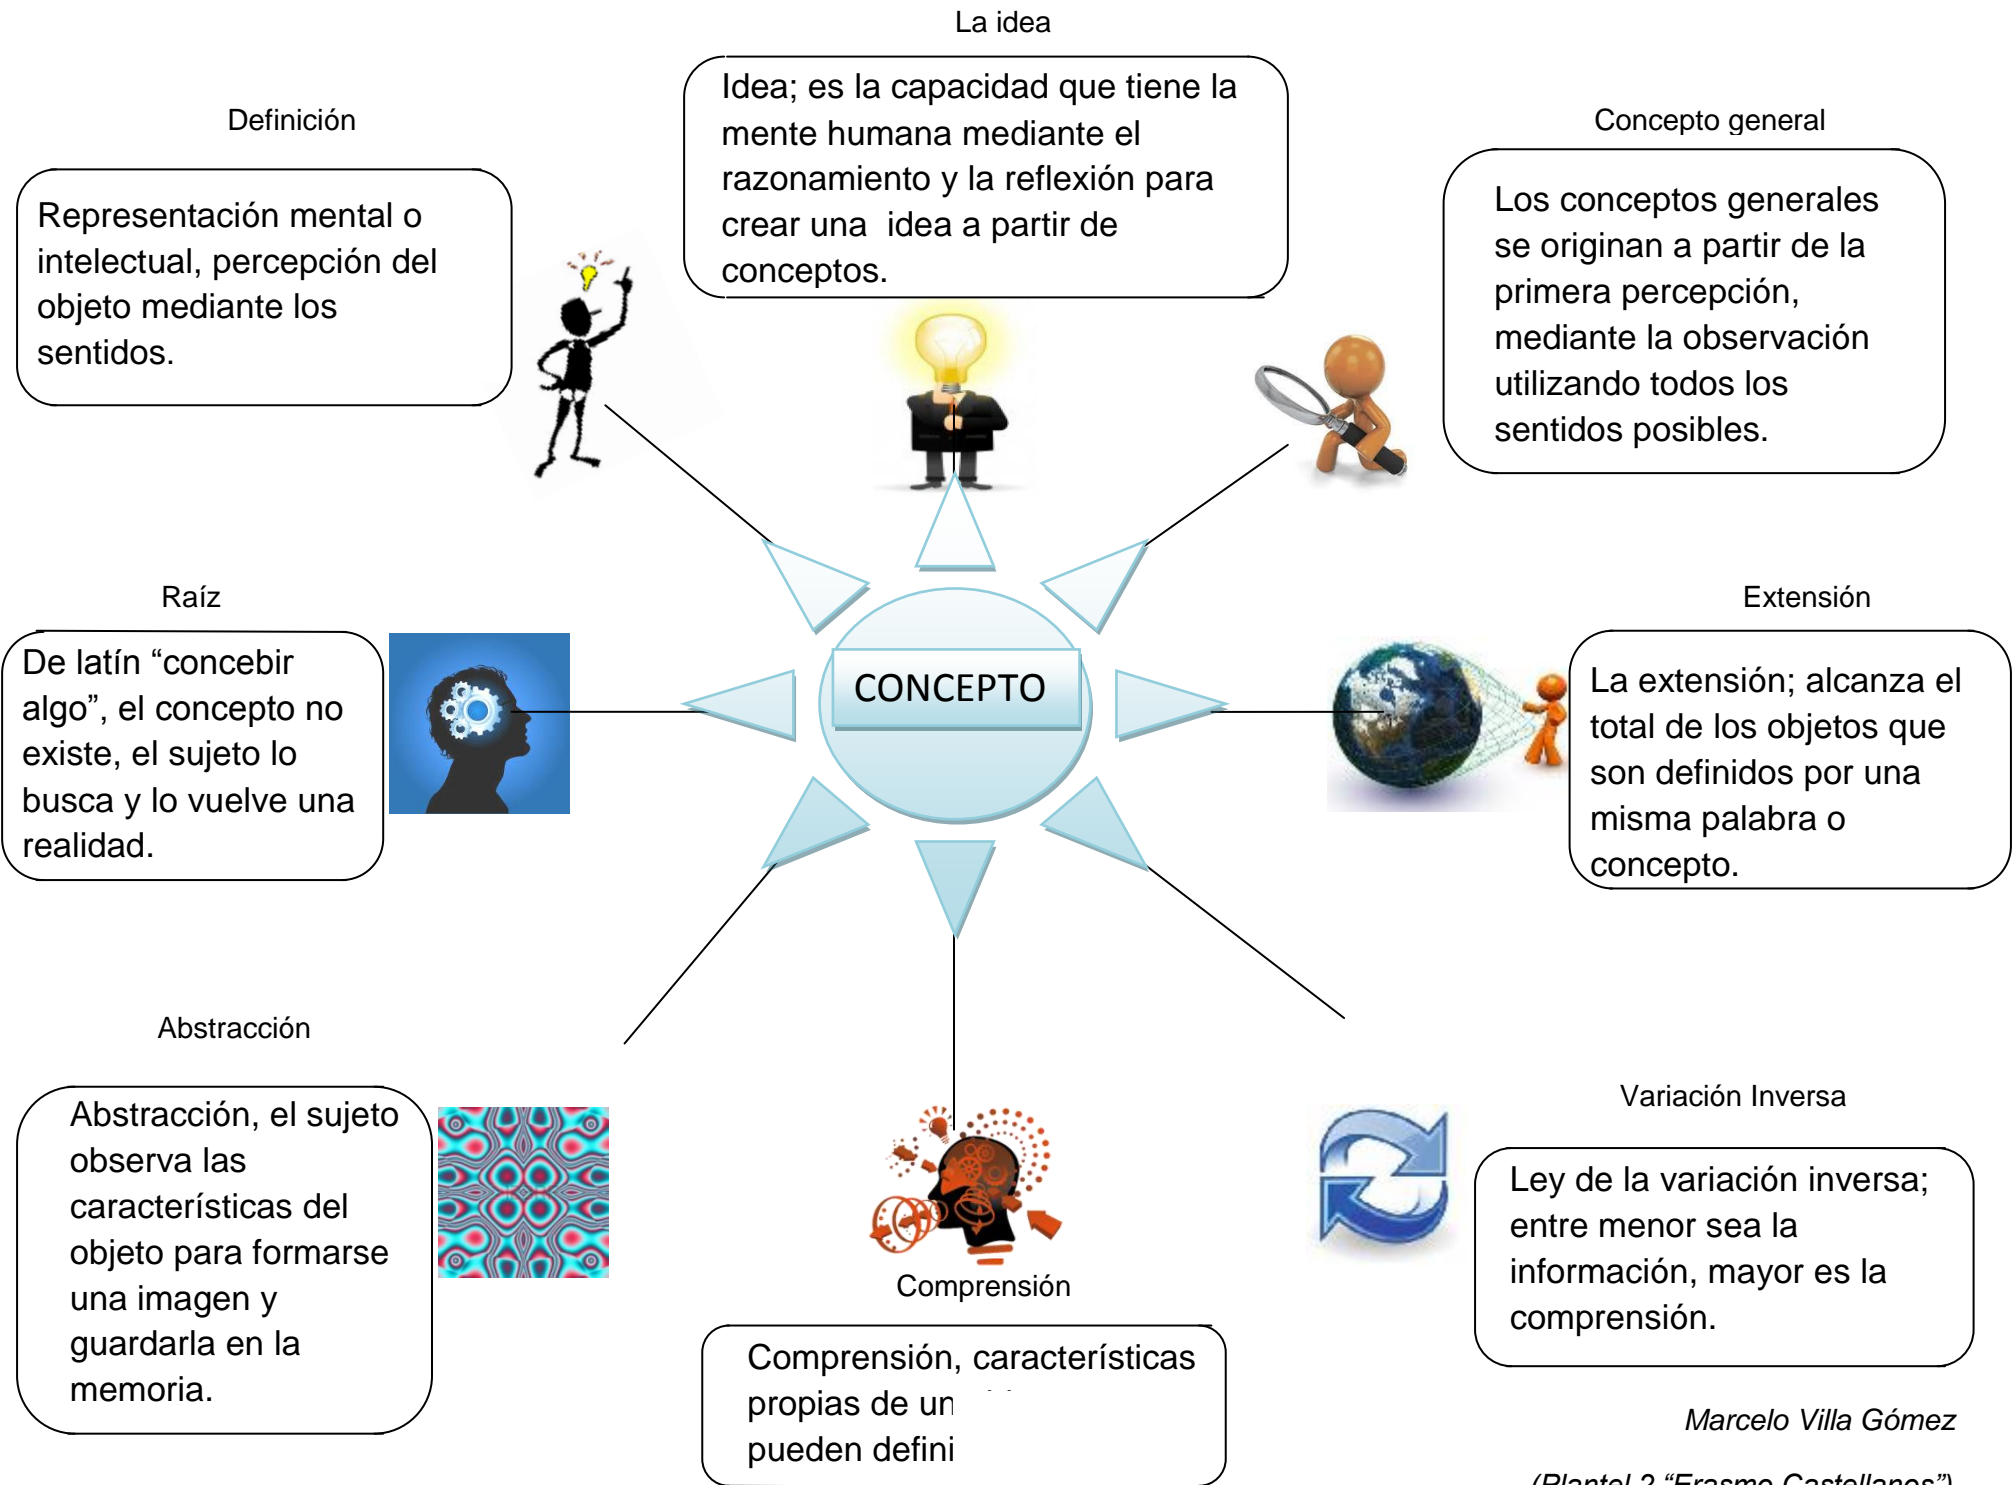 La idea
Idea; es la capacidad que tiene la
mente humana mediante el
razonamiento y la reflexión para
crear una  idea a partir de
conceptos.
Definición
Representación mental o
intelectual, percepción del
objeto mediante los
sentidos.
Concepto general
Los conceptos generales
se originan a partir de la
primera percepción,
mediante la observación
utilizando todos los
sentidos posibles.
Raíz
De latín “concebir
algo”, el concepto no
existe, el sujeto lo
busca y lo vuelve una
realidad.
CONCEPTO
Extensión
La extensión; alcanza el
total de los objetos que
son definidos por una
misma palabra o
concepto.
Abstracción
Abstracción, el sujeto
observa las
características del
objeto para formarse
una imagen y
guardarla en la
memoria.
Comprensión
Comprensión, características
propias de un
pueden defini
Variación Inversa
Ley de la variación inversa;
entre menor sea la
información, mayor es la
comprensión.
Marcelo Villa Gómez
(Plantel 2 “Erasmo Castellanos”)